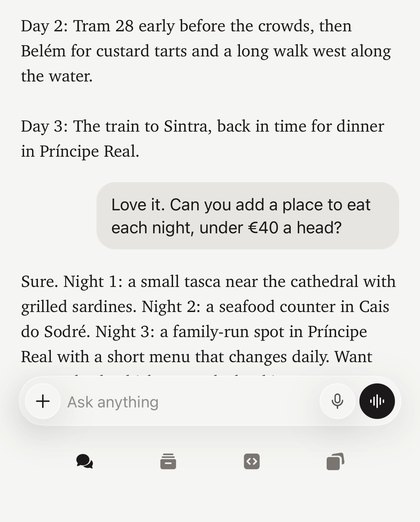 Day 2: Tram 28 early before the crowds, then
Belém for custard tarts and a long walk west along
the water.
Day 3: The train to Sintra, back in time for dinner
in Príncipe Real.
Love it. Can you add a place to eat
each night, under €40 a head?
Sure. Night 1: a small tasca near the cathedral with
grilled sardines. Night 2: a seafood counter in Cais
do Sodré. Night 3: a family-run spot in Príncipe
Real with a short menu that changes daily. Want
Ask anything